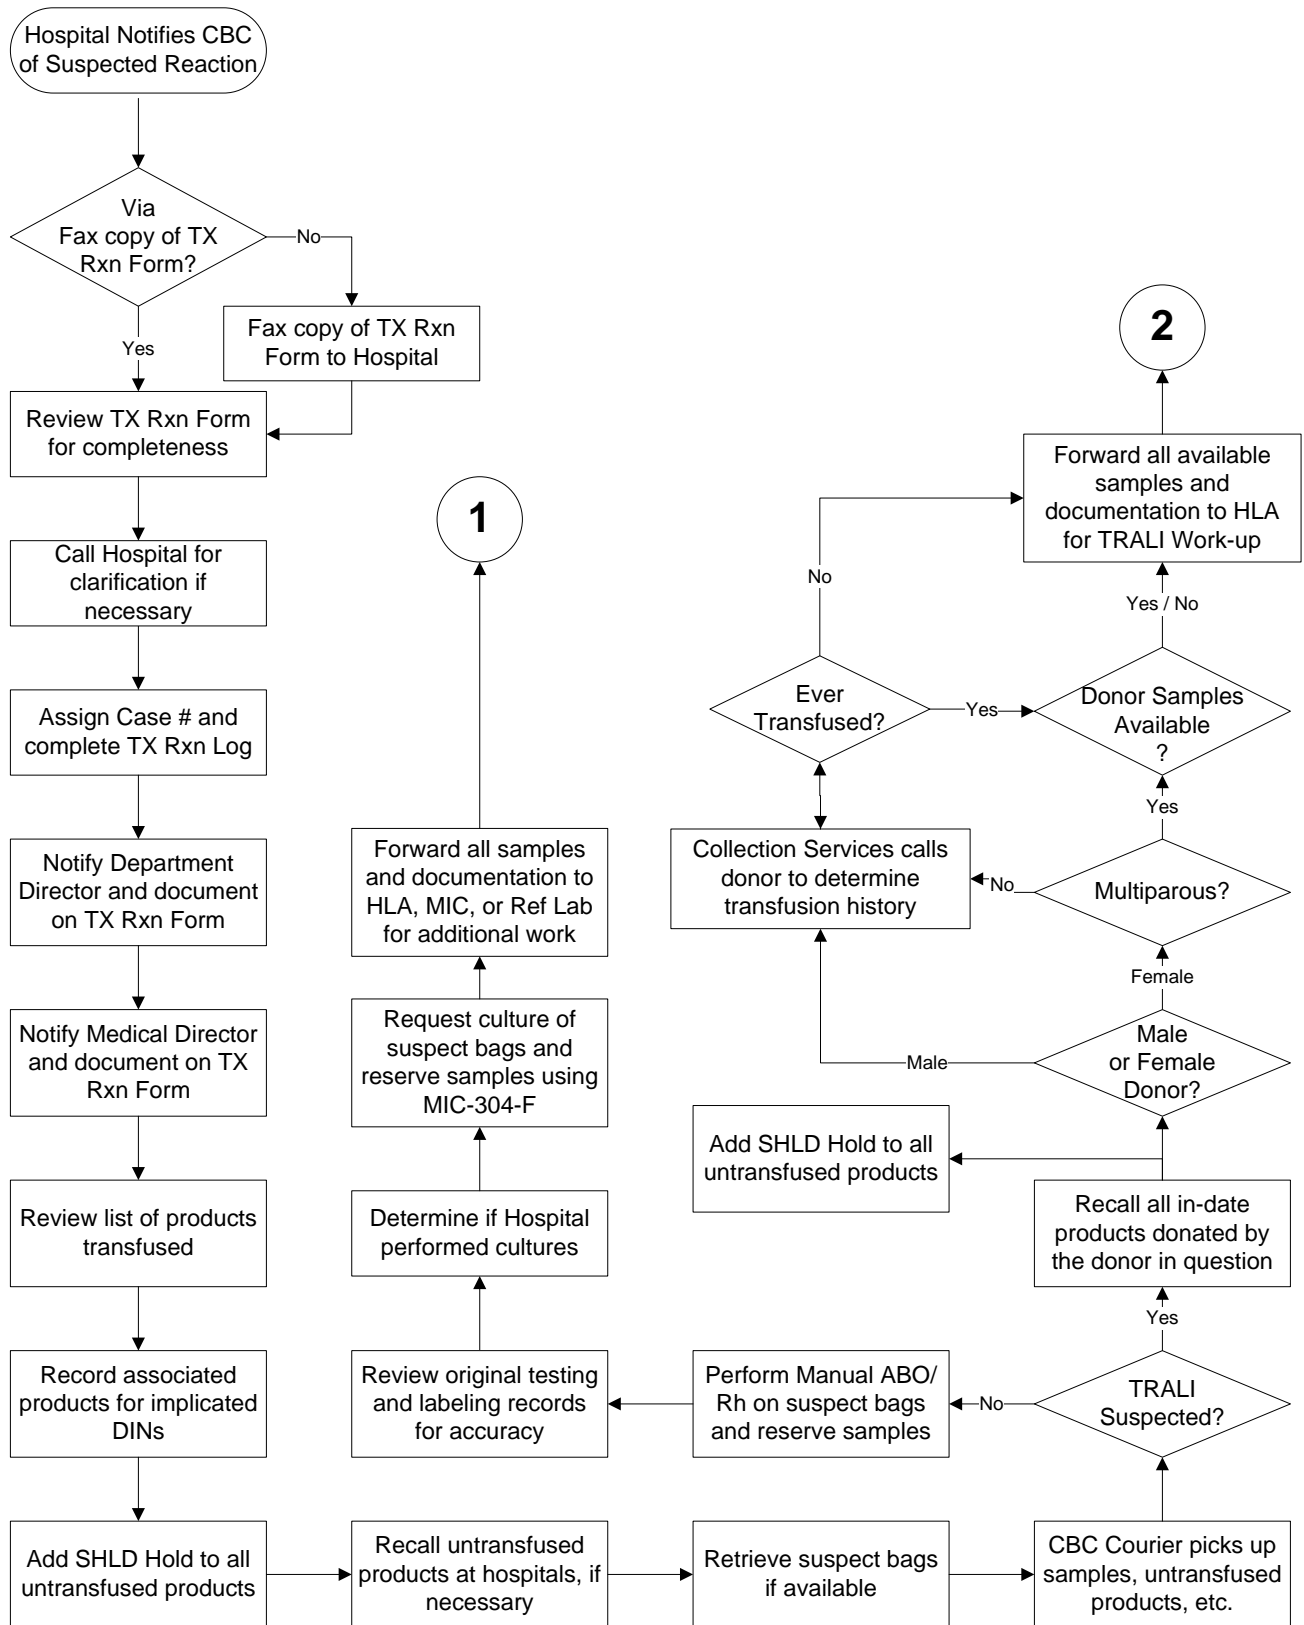 Hospital Notifies CBC
of Suspected Reaction
Via
Fax copy of TX
Rxn Form?
No
Yes
Fax copy of TX Rxn
Form to Hospital
Review TX Rxn Form
for completeness
Call Hospital for
clarification if
necessary
Assign Case # and
complete TX Rxn Log
Notify Department
Director and document
on TX Rxn Form
Notify Medical Director
and document on TX
Rxn Form
Review list of products
transfused
Record associated
products for implicated
DINs
Add SHLD Hold to all
untransfused products
Recall untransfused
products at hospitals, if
necessary
Retrieve suspect bags
if available
CBC Courier picks up
samples, untransfused
products, etc.
TRALI
Suspected?
No
Perform Manual ABO/
Rh on suspect bags
and reserve samples
Review original testing
and labeling records
for accuracy
Determine if Hospital
performed cultures
Request culture of
suspect bags and
reserve samples using
MIC-304-F
Forward all samples
and documentation to
HLA, MIC, or Ref Lab
for additional work
1
Yes
Recall all in-date
products donated by
the donor in question
Add SHLD Hold to all
untransfused products
Male
or Female
Donor?
Male
Female
Multiparous?
No
Collection Services calls
donor to determine
transfusion history
Ever
Transfused?
No
Yes
Yes
Donor Samples
Available
?
Yes / No
Forward all available
samples and
documentation to HLA
for TRALI Work-up
2